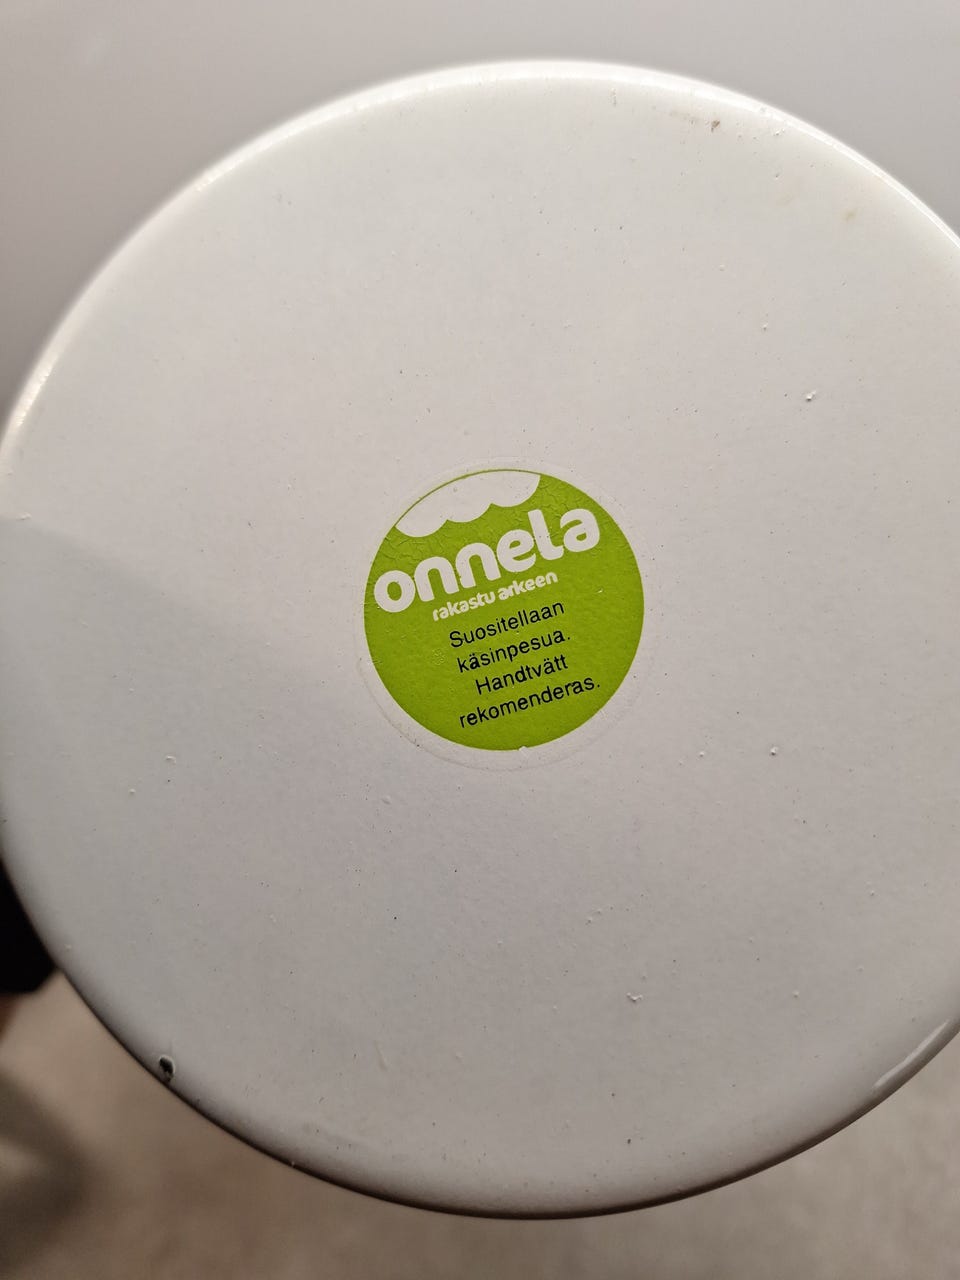 onnela
rakastu arkeen
Suositellaan
käsinpesua.
Handtvätt
rekomenderas.